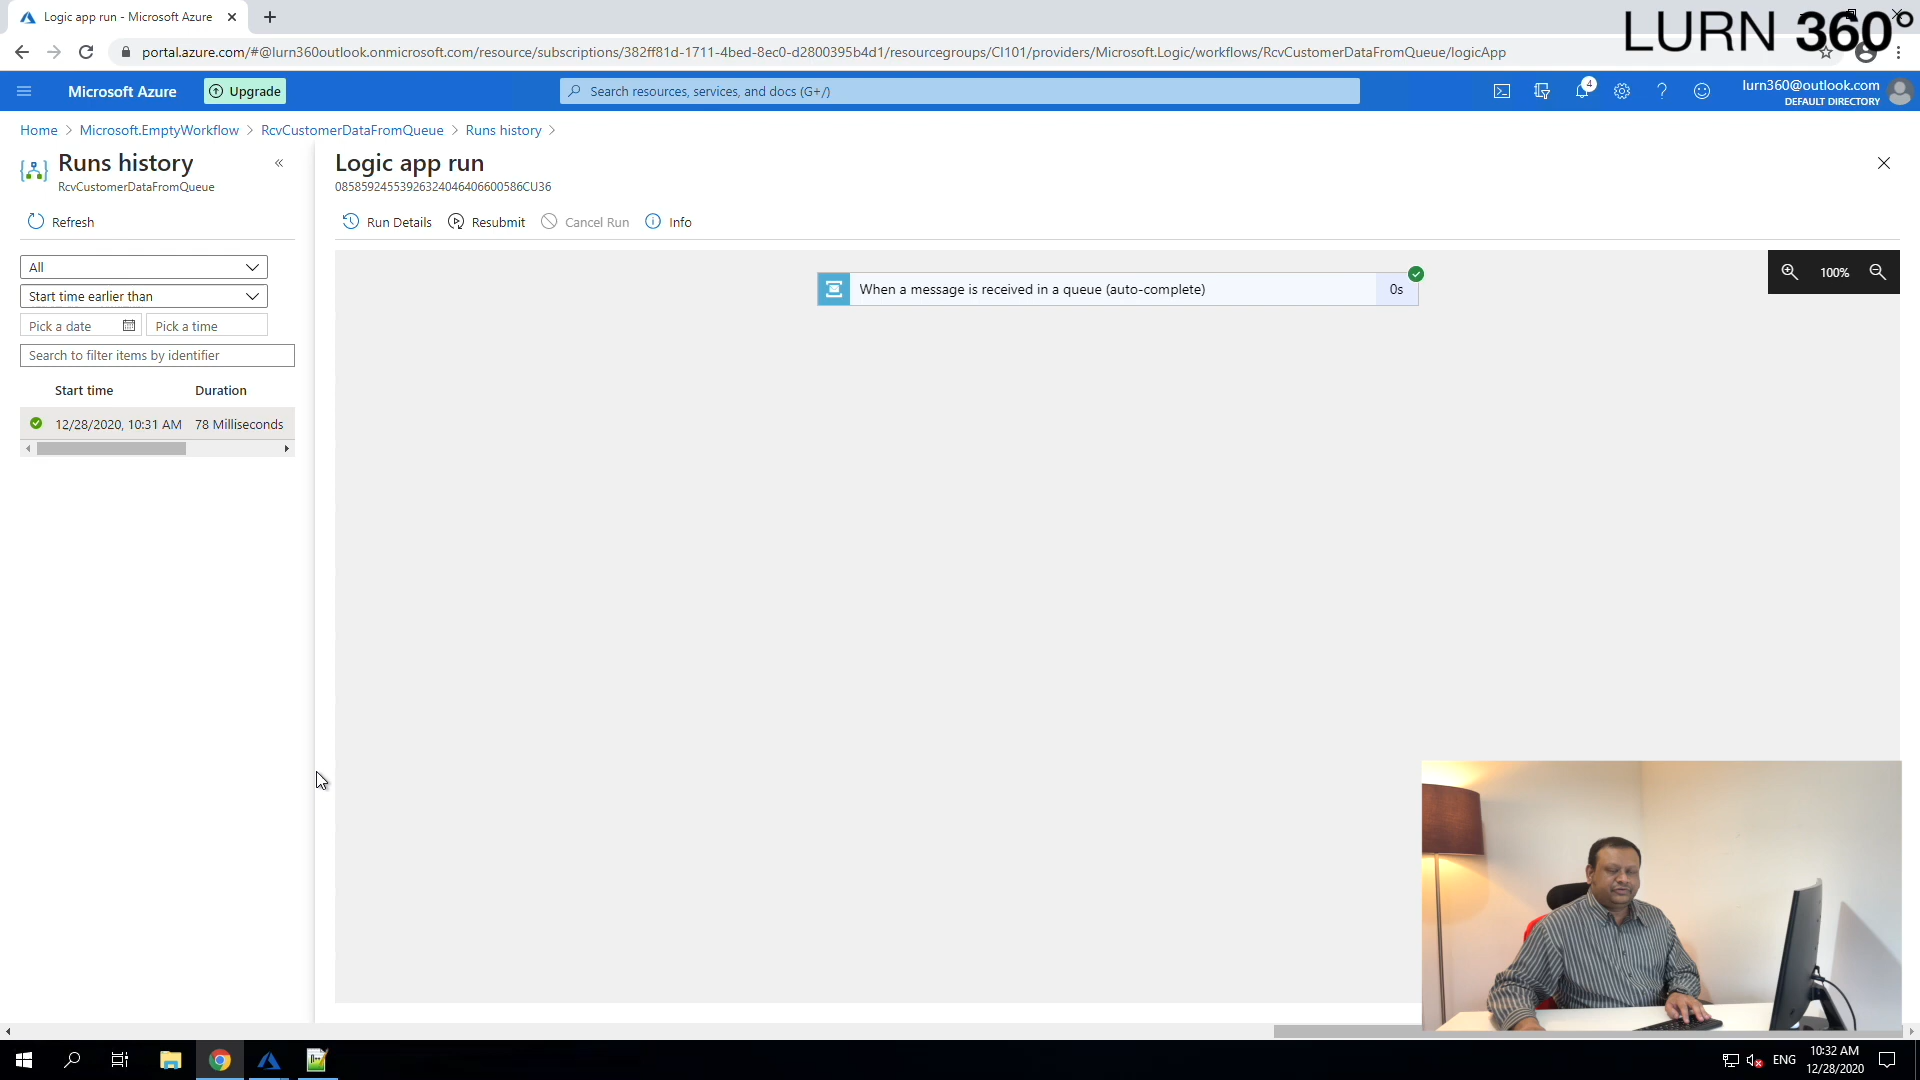 Logic app run - Microsoft Azure
LURN 360°
portal.azure.com/#@lurn360outlook.onmicrosoft.com/resource/subscriptions/382ff81d-1711-4bed-8ec0-d2800395b4d1/resourcegroups/CI101/providers/Microsoft.Logic/workflows/RcvCustomerDataFromQueue/logicApp
Microsoft Azure
Upgrade
Search resources, services, and docs (G+/)
4
lurn360@outlook.com
DEFAULT DIRECTORY
Home > Microsoft.EmptyWorkflow > RcvCustomerDataFromQueue > Runs history >
Runs history
RcvCustomerDataFromQueue
Refresh
All
Start time earlier than
Pick a date
Pick a time
Search to filter items by identifier
Start time Duration
12/28/2020, 10:31 AM 78 Milliseconds
Logic app run
08585924553926324046406600586CU36
Run Details Resubmit Cancel Run Info
When a message is received in a queue (auto-complete) 0s
100%
ENG
10:32 AM
12/28/2020